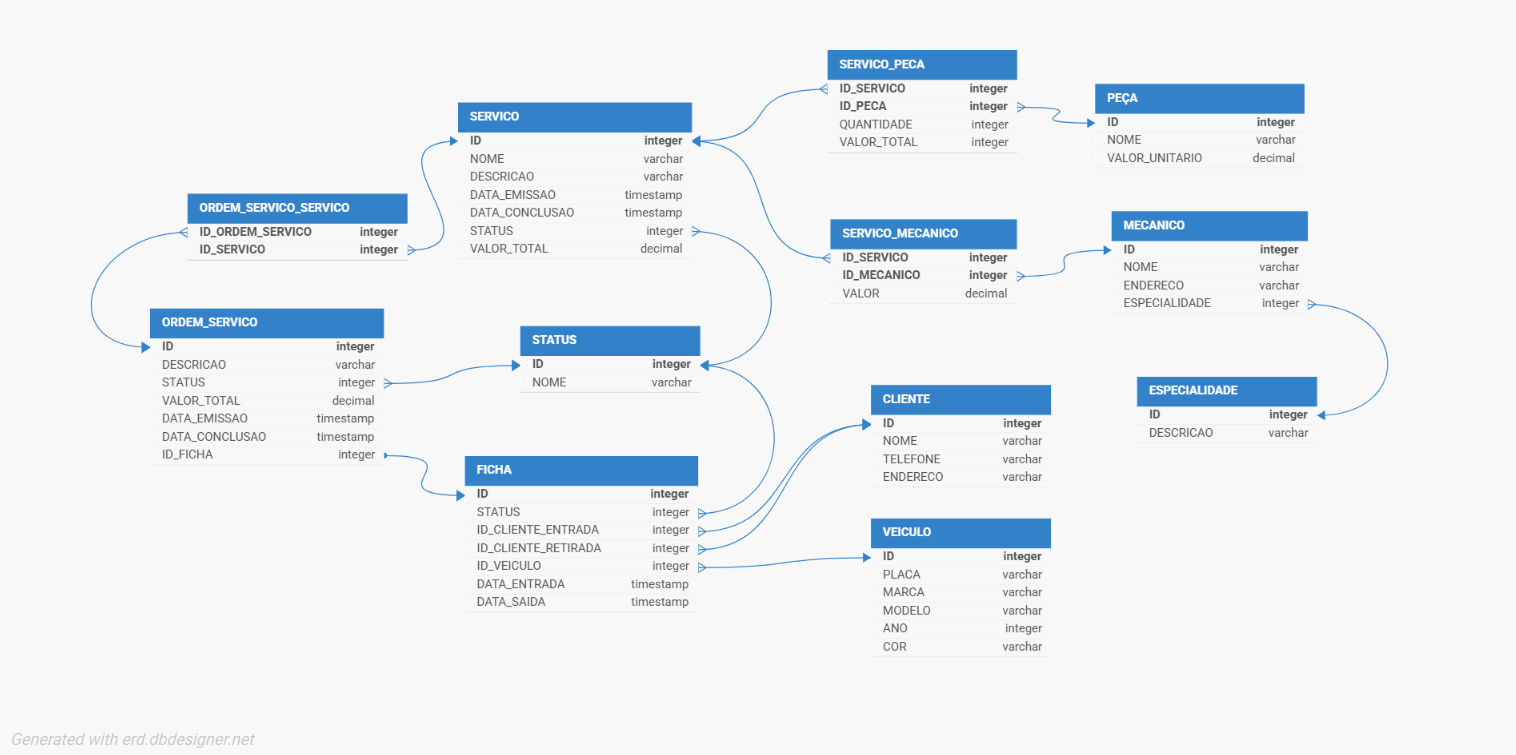 SERVICO_PECA
ID_SERVICO integer
ID_PECA integer
QUANTIDADE integer
VALOR_TOTAL integer
PEÇA
ID integer
NOME varchar
VALOR_UNITARIO decimal
SERVICO
ID integer
NOME varchar
DESCRICAO varchar
DATA_EMISSAO timestamp
DATA_CONCLUSAO timestamp
STATUS integer
VALOR_TOTAL decimal
ORDEM_SERVICO_SERVICO
ID_ORDEM_SERVICO integer
ID_SERVICO integer
SERVICO_MECANICO
ID_SERVICO integer
ID_MECANICO integer
VALOR decimal
MECANICO
ID integer
NOME varchar
ENDERECO varchar
ESPECIALIDADE integer
ORDEM_SERVICO
ID integer
DESCRICAO varchar
STATUS integer
VALOR_TOTAL decimal
DATA_EMISSAO timestamp
DATA_CONCLUSAO timestamp
ID_FICHA integer
STATUS
ID integer
NOME varchar
CLIENTE
ID integer
NOME varchar
TELEFONE varchar
ENDERECO varchar
ESPECIALIDADE
ID integer
DESCRICAO varchar
FICHA
ID integer
STATUS integer
ID_CLIENTE_ENTRADA integer
ID_CLIENTE_RETIRADA integer
ID_VEICULO integer
DATA_ENTRADA timestamp
DATA_SAIDA timestamp
VEICULO
ID integer
PLACA varchar
MARCA varchar
MODELO varchar
ANO integer
COR varchar
Generated with erd.dbdesigner.net